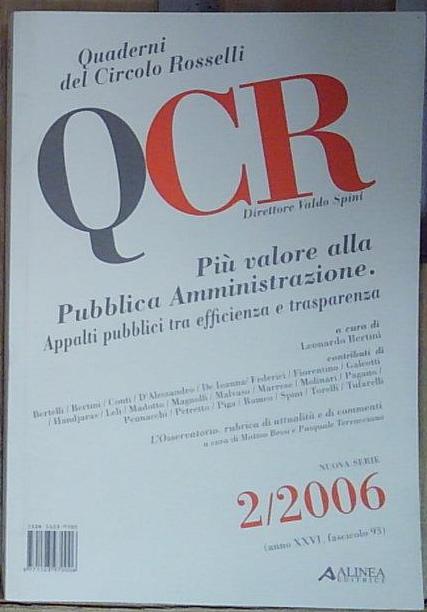 Quaderni
del Circolo Rosselli
QCR
Direttore Valdo Spini
Più valore alla
Pubblica Amministrazione.
Appalti pubblici tra efficienza e trasparenza
a cura di
Leonardo Bertini
contributi di
Bertelli / Bertini / Conti / D'Alessandro / De Ioanna / Federici / Fiorentino / Galeotti
/ Handjaras / Leli / Madotto / Magnolfi / Malvaso / Marrese / Molinari / Pagano /
Pennacchi / Petretto / Piga / Romeo / Spini / Torelli / Tufarelli
L'Osservatorio, rubrica di attualità e di commenti
a cura di Matteo Bessi e Pasquale Terracciano
NUOVA SERIE
2/2006
(anno XXVI, fascicolo 93)
ALINEA
EDITRICE